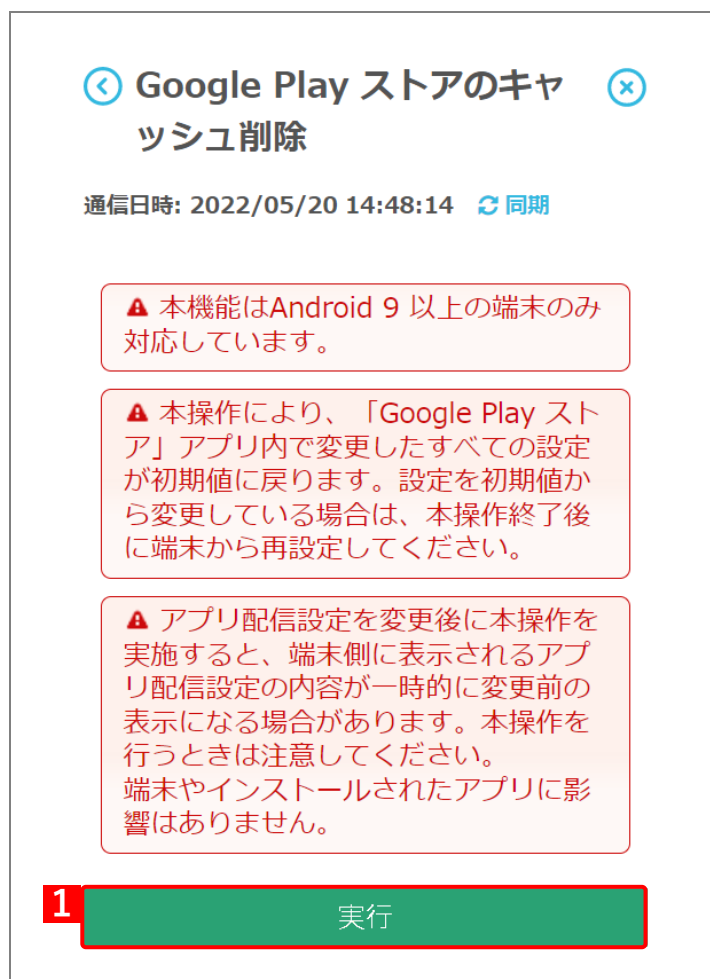 Google Play ストアのキャ
ッシュ削除
通信日時: 2022/05/20 14:48:14 同期
本機能はAndroid 9 以上の端末のみ
対応しています。
本操作により、「Google Play スト
ア」アプリ内で変更したすべての設定
が初期値に戻ります。設定を初期値か
ら変更している場合は、本操作終了後
に端末から再設定してください。
アプリ配信設定を変更後に本操作を
実施すると、端末側に表示されるアプ
リ配信設定の内容が一時的に変更前の
表示になる場合があります。本操作を
行うときは注意してください。
端末やインストールされたアプリに影
響はありません。
1 実行